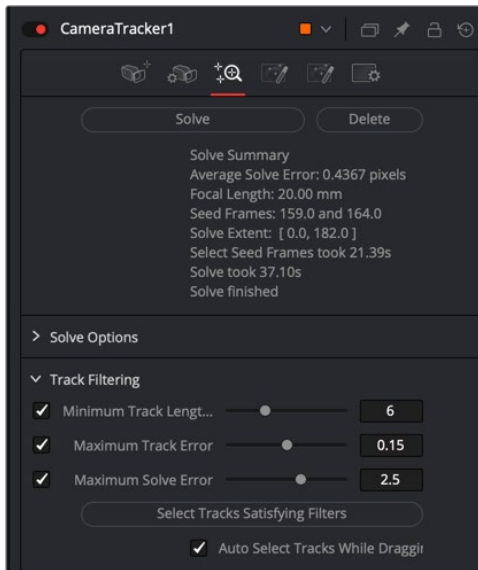 CameraTracker1
Solve
Delete
Solve Summary
Average Solve Error: 0.4367 pixels
Focal Length: 20.00 mm
Seed Frames: 159.0 and 164.0
Solve Extent: [ 0.0, 182.0 ]
Select Seed Frames took 21.39s
Solve took 37.10s
Solve finished
Solve Options
Track Filtering
Minimum Track Lengt... 6
Maximum Track Error 0.15
Maximum Solve Error 2.5
Select Tracks Satisfying Filters
Auto Select Tracks While Draggin